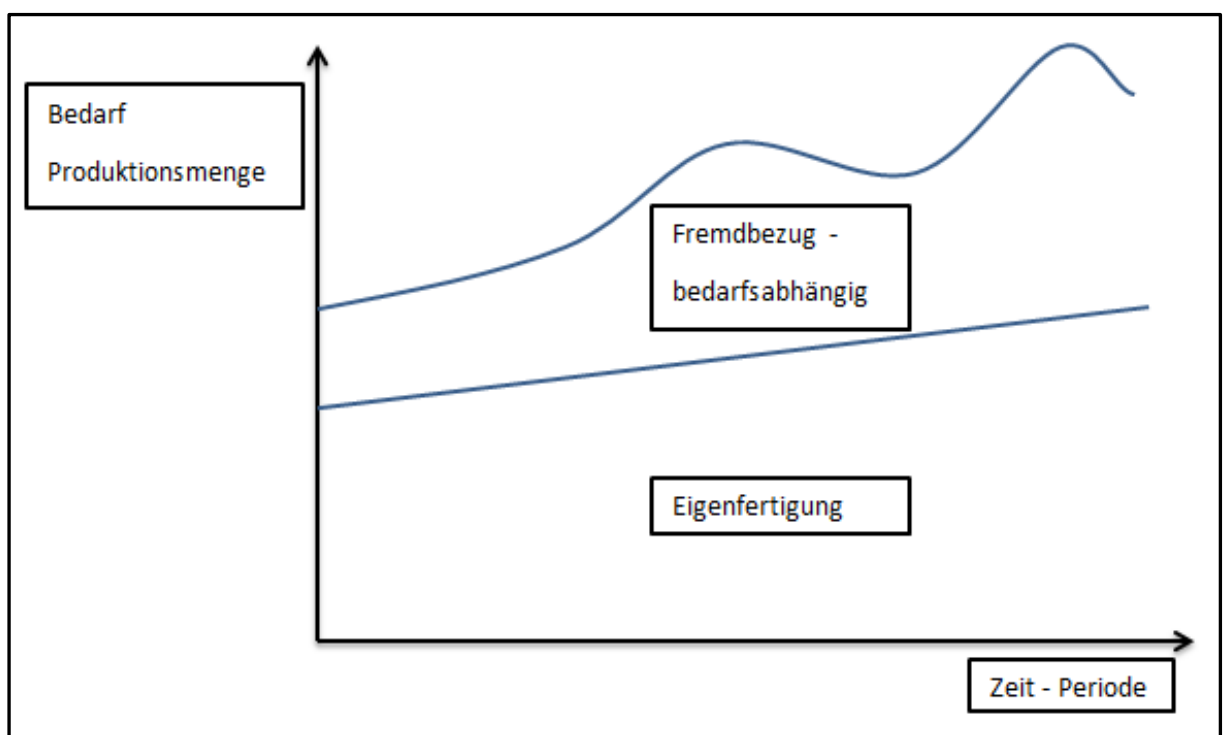 Bedarf
Produktionsmenge
Fremdbezug -
bedarfsabhängig
Eigenfertigung
Zeit - Periode